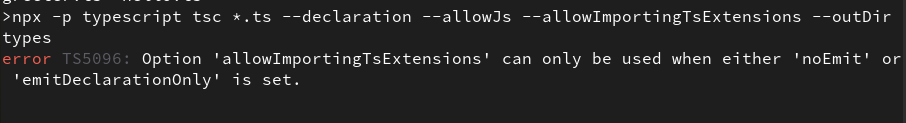 >npx -p typescript tsc *.ts --declaration --allowJs --allowImportingTsExtensions --outDir
types
error TS5096: Option 'allowImportingTsExtensions' can only be used when either 'noEmit' or
'emitDeclarationOnly' is set.